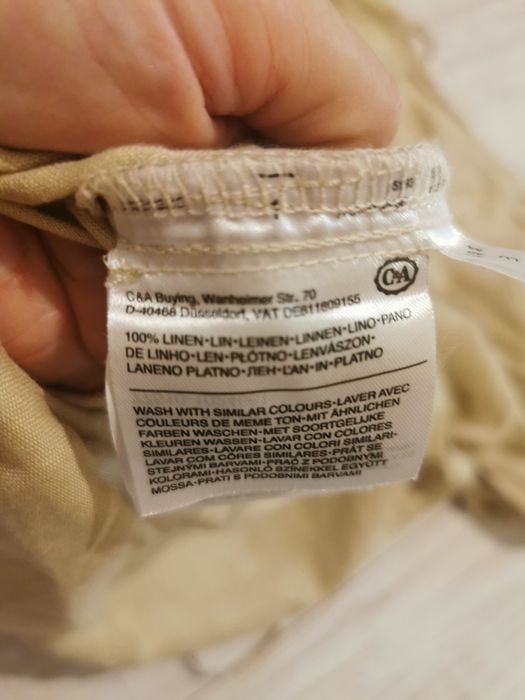 C&A
C&A Buying, Wanheimer Str. 70
D-40468 Düsseldorf, VAT DE811809155
100% LINEN•LIN•LEINEN•LINNEN•LINO•PANO
DE LINHO•LEN•PŁÓTNO•LENVÁSZON•
LANENO PLATNO•ЛЕН•ĽAN•IN•PLATNO
WASH WITH SIMILAR COLOURS•LAVER AVEC
COULEURS DE MEME TON•MIT ÄHNLICHEN
FARBEN WASCHEN•MET SOORTGELIJKE
KLEUREN WASSEN•LAVAR CON COLORES
SIMILARES•LAVARE CON COLORI SIMILARI•
LAVAR COM CÔRES SIMILARES•PRÁT SE
STEJNÝMI BARVAMI•PRAĆ Z PODOBNYMI
KOLORAMI•HASONLÓ SZÍNEKKEL EGYÜTT
MOSSA•PRATI S PODOBNIMI BARVAMI